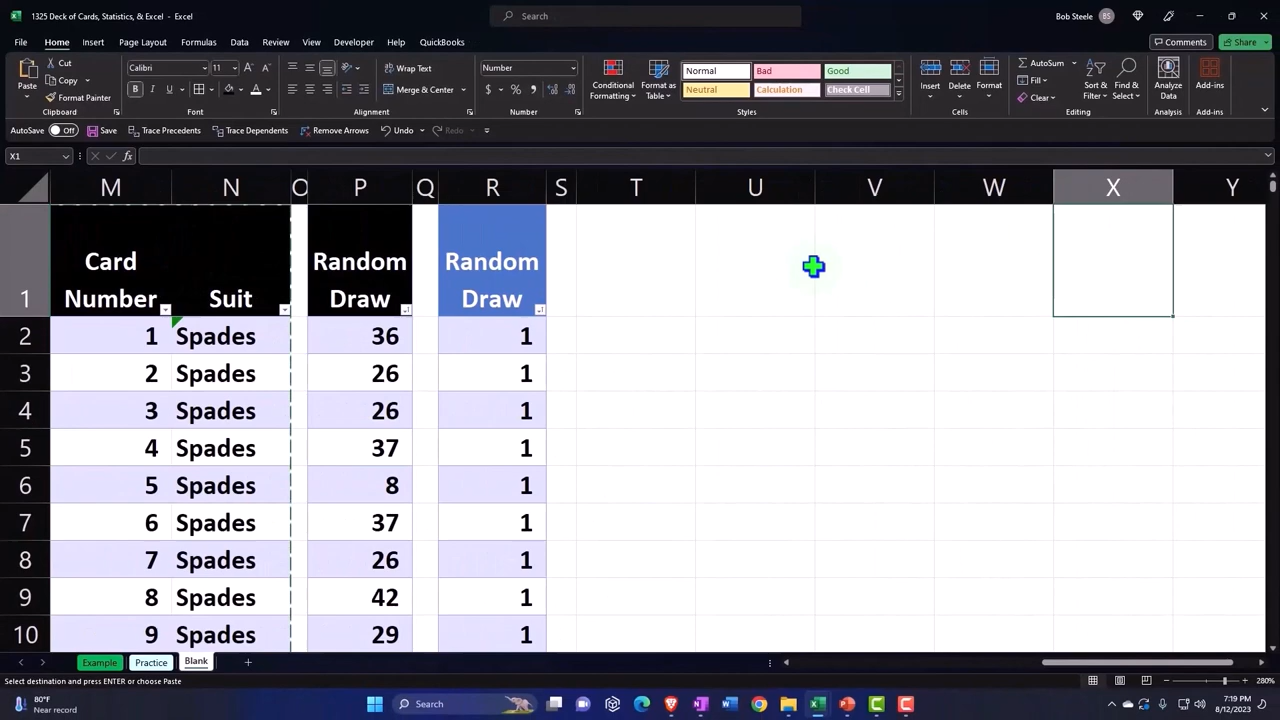 1325 Deck of Cards, Statistics, & Excel - Excel
Search
Bob Steele BS
File Home Insert Page Layout Formulas Data Review View Developer Help QuickBooks
Comments Share
Paste
Cut
Copy
Format Painter
Clipboard
Calibri 11
Font
Wrap Text
Merge & Center
Alignment
Number
Number
Conditional Formatting
Format as Table
Normal Bad Good
Neutral Calculation Check Cell
Styles
Insert Delete Format
Cells
AutoSum
Fill
Clear
Sort & Filter
Find & Select
Editing
Analyze Data
Analysis
Add-ins
Add-ins
AutoSave Off Save Trace Precedents Trace Dependents Remove Arrows Undo Redo
X1 fx
M N O P Q R S T U V W X Y
1 Card Number Suit Random Draw Random Draw
2 1 Spades 36 1
3 2 Spades 26 1
4 3 Spades 26 1
5 4 Spades 37 1
6 5 Spades 8 1
7 6 Spades 37 1
8 7 Spades 26 1
9 8 Spades 42 1
10 9 Spades 29 1
Example Practice Blank
Select destination and press ENTER or choose Paste
280%
80°F
Near record
Search
7:19 PM
8/12/2023